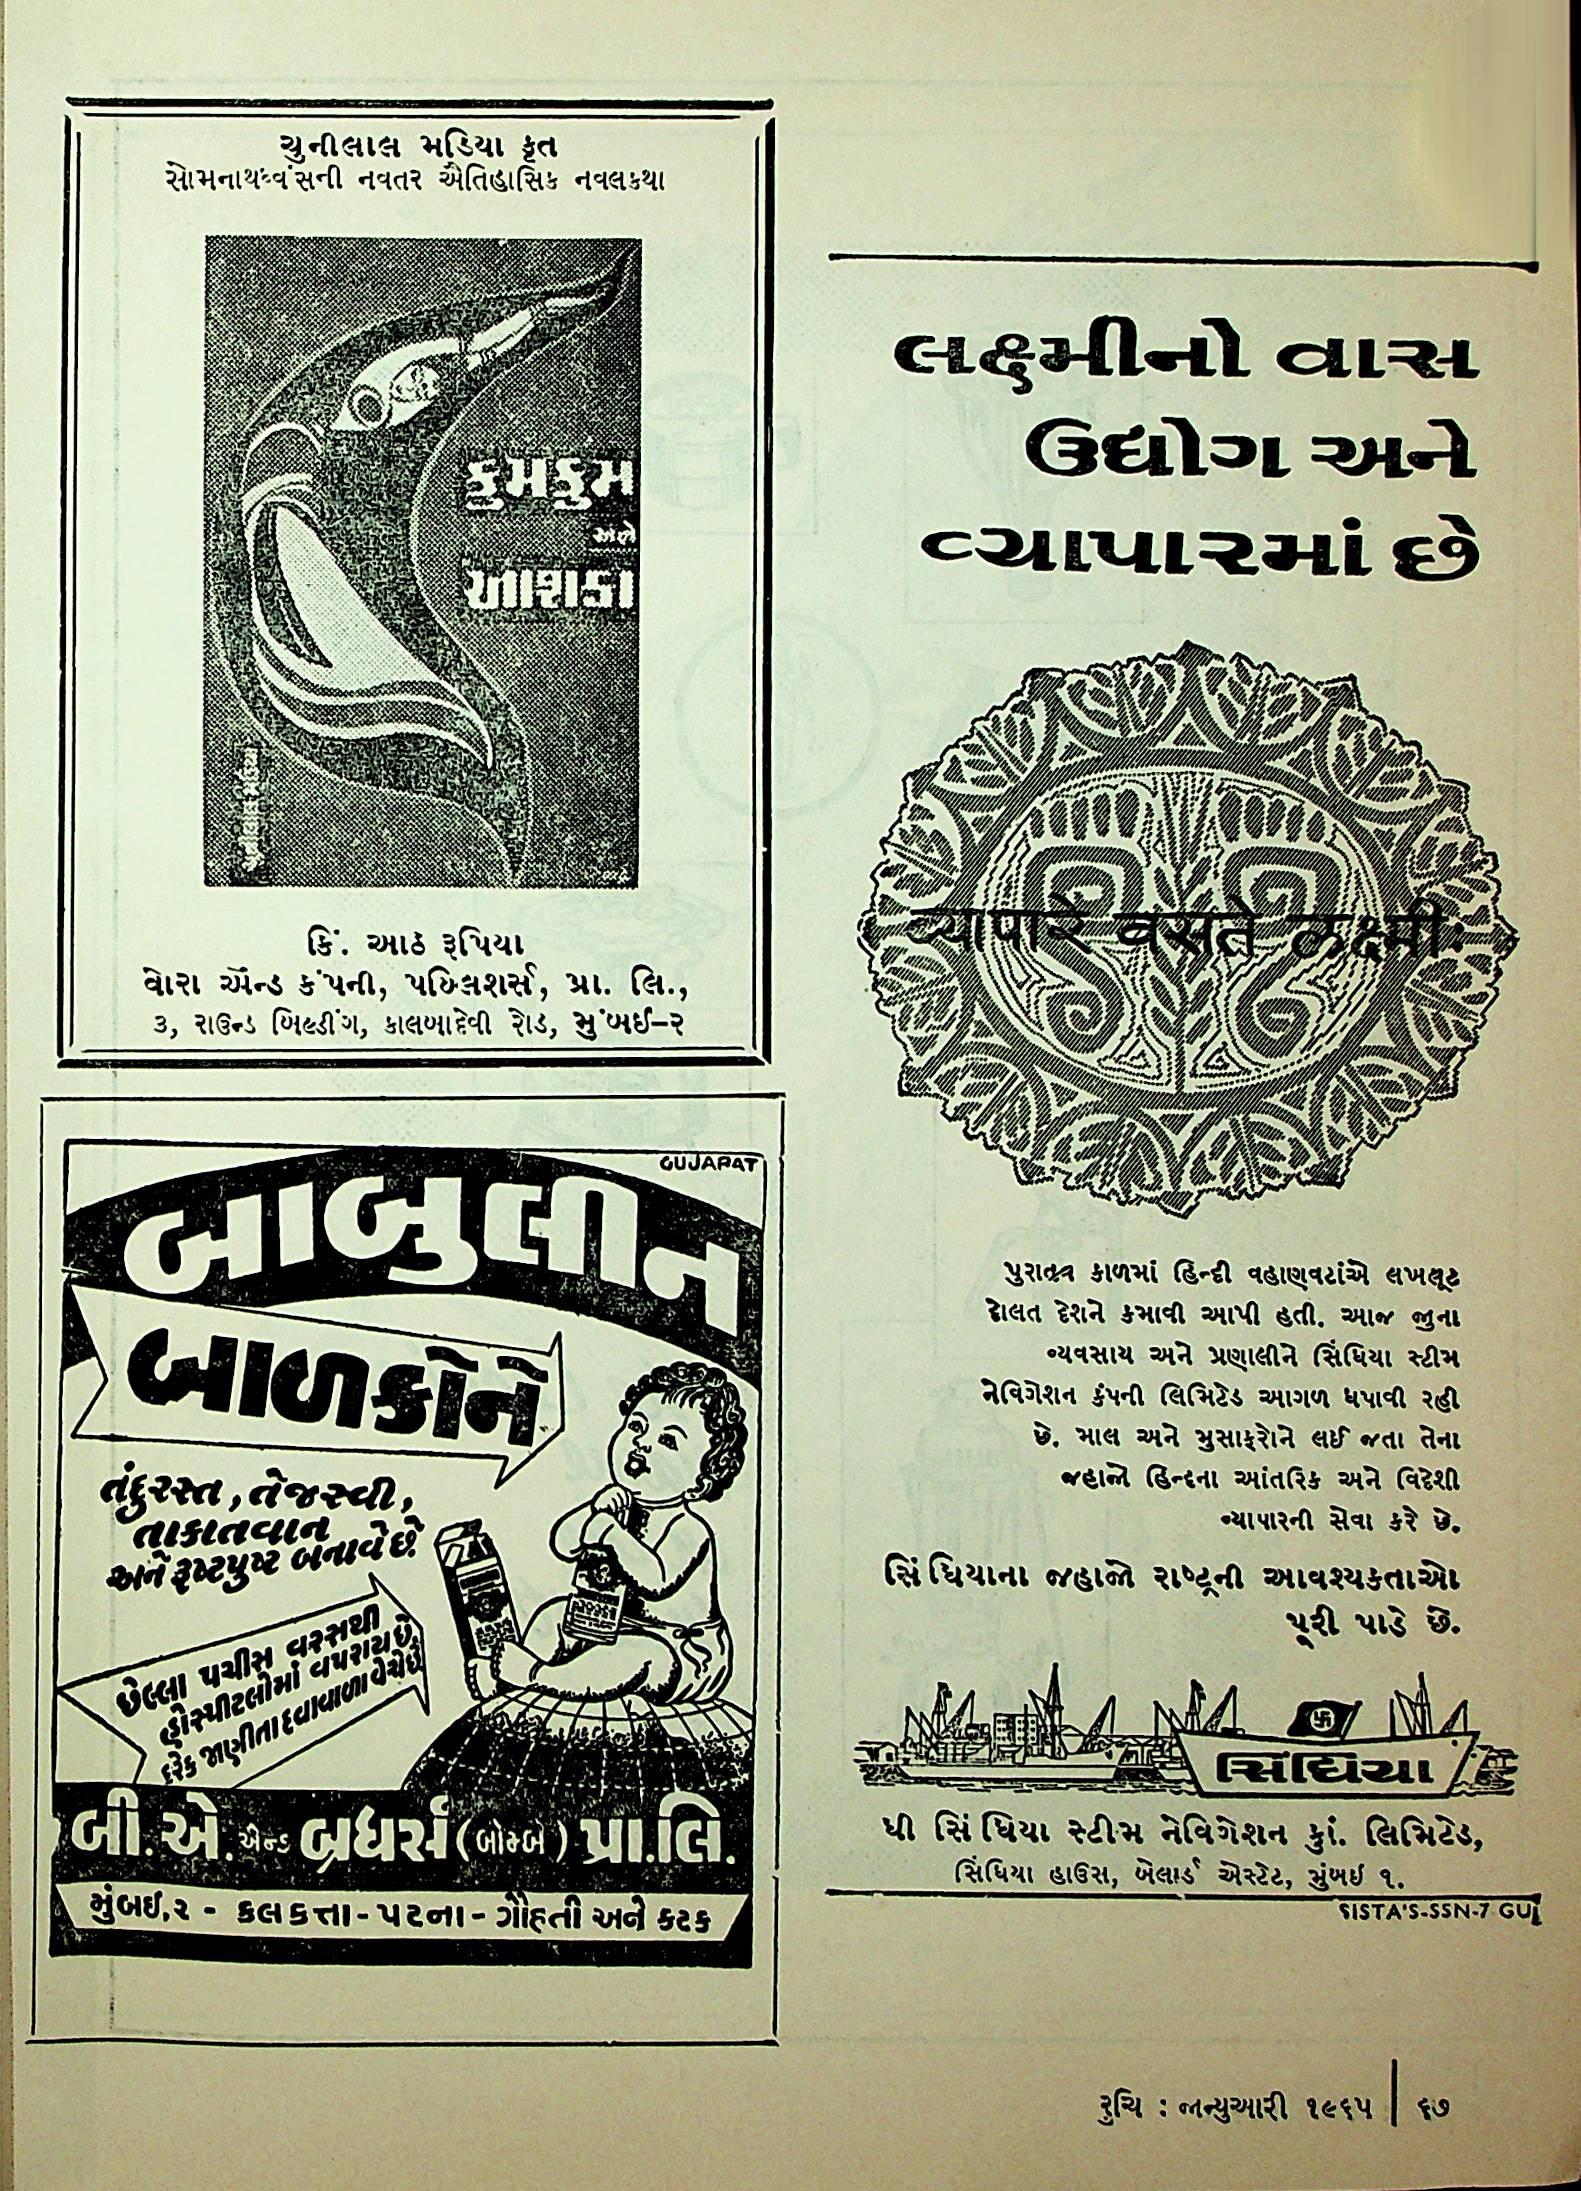 ચુનીલાલ મડિયા કૃત
સોમનાથધ્વંસની નવતર ઐતિહાસિક નવલકથા
કુમકુમ
અને
આશકા
કિં. આઠ રૂપિયા
વોરા ઍન્ડ કંપની, પબ્લિશર્સ, પ્રા. લિ.,
૩, રાઉન્ડ બિલ્ડીંગ, કાલબાદેવી રોડ, મુંબઈ-૨
GUJARAT
બાબુલીન
બાળકોને
તંદુરસ્ત, તેજસ્વી,
તાકાતવાન
અને રૂષ્ટપુષ્ટ બનાવે છે.
છેલ્લા પચીસ વરસથી
હોસ્પીટલોમાં વપરાય છે
દરેક જાણીતા દવાવાળા વેચે છે
બી. એ. એન્ડ બ્રધર્સ (બોમ્બે) પ્રા. લિ.
મુંબઈ.૨ - કલકત્તા - પટના - ગૌહતી અને કટક
લક્ષ્મીનો વાસ
ઉદ્યોગ અને
વ્યાપારમાં છે
व्यापारे वसते लक्ष्मीः
પુરાતત્ર કાળમાં હિન્દી વહાણવટાંએ લખલૂટ
દોલત દેશને કમાવી આપી હતી. આજ જુના
વ્યવસાય અને પ્રણાલીને સિંધિયા સ્ટીમ
નેવિગેશન કંપની લિમિટેડ આગળ ધપાવી રહી
છે. માલ અને મુસાફરોને લઈ જતા તેના
જહાજો હિન્દના આંતરિક અને વિદેશી
વ્યાપારની સેવા કરે છે.
સિંધિયાના જહાજો રાષ્ટ્રની આવશ્યકતાઓ
પૂરી પાડે છે.
સિંધિયા
ધી સિંધિયા સ્ટીમ નેવિગેશન કું. લિમિટેડ,
સિંધિયા હાઉસ, બેલાર્ડ એસ્ટેટ, મુંબઈ ૧.
SISTA'S-SSN-7 GUJ
રુચિ : જાન્યુઆરી ૧૯૬૫ | ૬૭